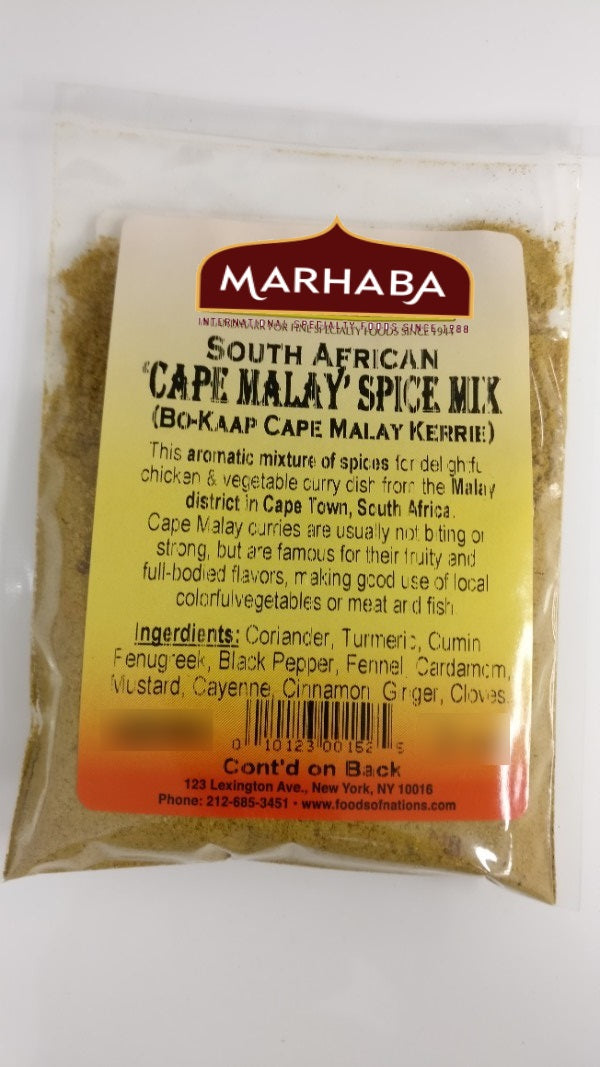 MARHABA
INTERNATIONAL SPECIALTY FOODS SINCE 1988
SOUTH AFRICAN
'CAPE MALAY' SPICE MIX
(BO-KAAP CAPE MALAY KERRIE)
This aromatic mixture of spices for delightfu
chicken & vegetable curry dish from the Malay
district in Cape Town, South Africa.
Cape Malay curries are usually not biting or
strong, but are famous for their fruity and
full-bodied flavors, making good use of local
colorfulvegetables or meat and fish.
Ingerdients: Coriander, Turmeric, Cumin
Fenugreek, Black Pepper, Fennel, Cardamom,
Mustard, Cayenne, Cinnamon, Ginger, Cloves.
0 10123 00152 5
Cont'd on Back
123 Lexington Ave., New York, NY 10016
Phone: 212-685-3451 • www.foodsofnations.com